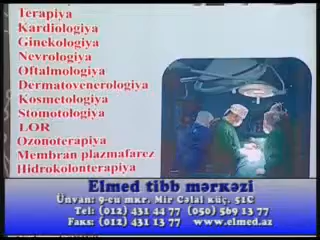 Terapiya
Kardiologiya
Ginekologiya
Nevrologiya
Oftalmologiya
Dermatovenerologiya
Kosmetologiya
Stomotologiya
LOR
Ozonoterapiya
Membran plazmafarez
Hidrokolonterapiya
Elmed tibb mərkəzi
Ünvan: 9-cu mkr. Mir Cəlal küç. 51C
Tel: (012) 431 44 77 (050) 569 13 77
Faks: (012) 431 13 77 www.elmed.az